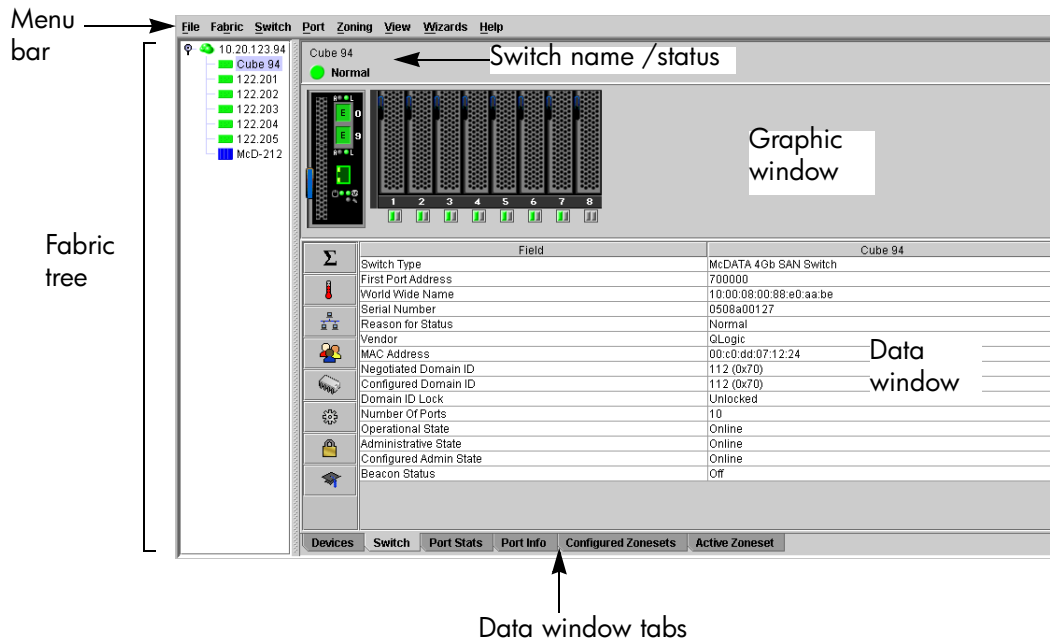 Menu bar
File Fabric Switch Port Zoning View Wizards Help
10.20.123.94
Cube 94
122.201
122.202
122.203
122.204
122.205
McD-212
Fabric tree
Cube 94
Normal
Switch name / status
Graphic window
E 0
E 9
1 2 3 4 5 6 7 8
Field Cube 94
Switch Type McDATA 4Gb SAN Switch
First Port Address 700000
World Wide Name 10:00:08:00:88:e0:aa:be
Serial Number 0508a00127
Reason for Status Normal
Vendor QLogic
MAC Address 00:c0:dd:07:12:24
Negotiated Domain ID 112 (0x70)
Configured Domain ID 112 (0x70)
Domain ID Lock Unlocked
Number Of Ports 10
Operational State Online
Administrative State Online
Configured Admin State Online
Beacon Status Off
Data window
Devices Switch Port Stats Port Info Configured Zonesets Active Zoneset
Data window tabs